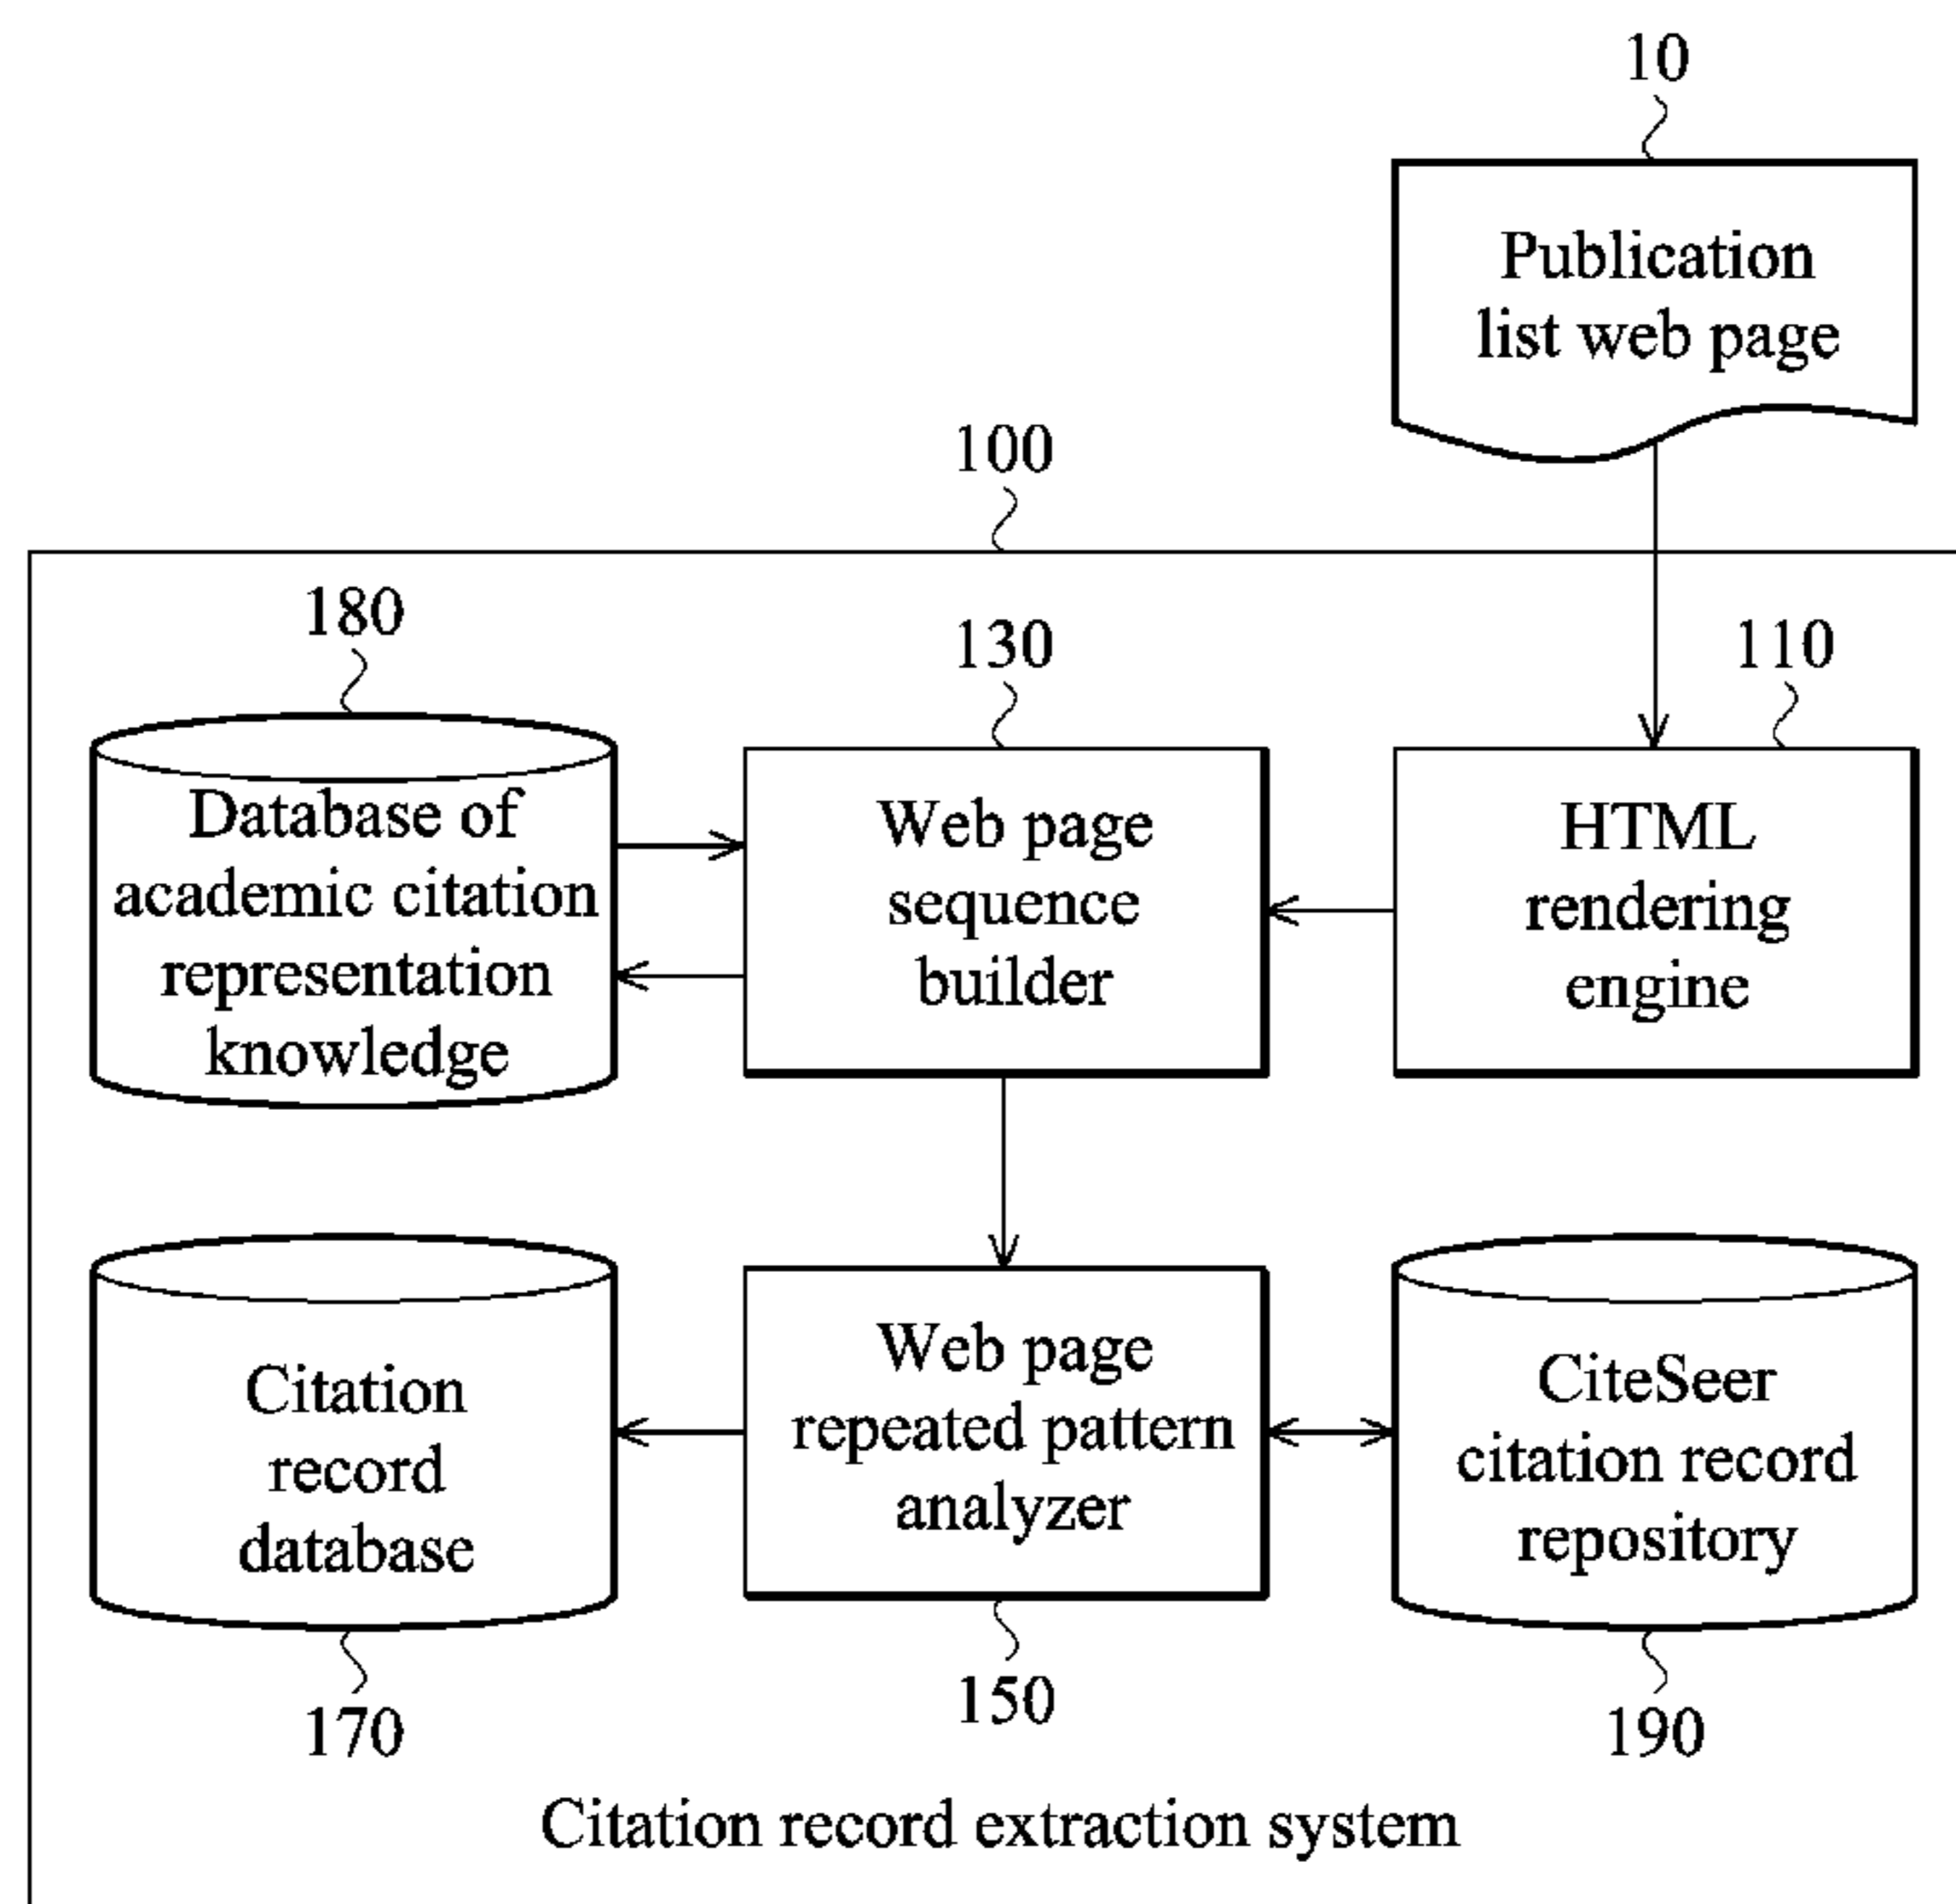 10
Publication
list web page
100
180
130
110
Database of
academic citation
representation
knowledge
Web page
sequence
builder
HTML
rendering
engine
Citation
record
database
Web page
repeated pattern
analyzer
CiteSeer
citation record
repository
170
150
190
Citation record extraction system